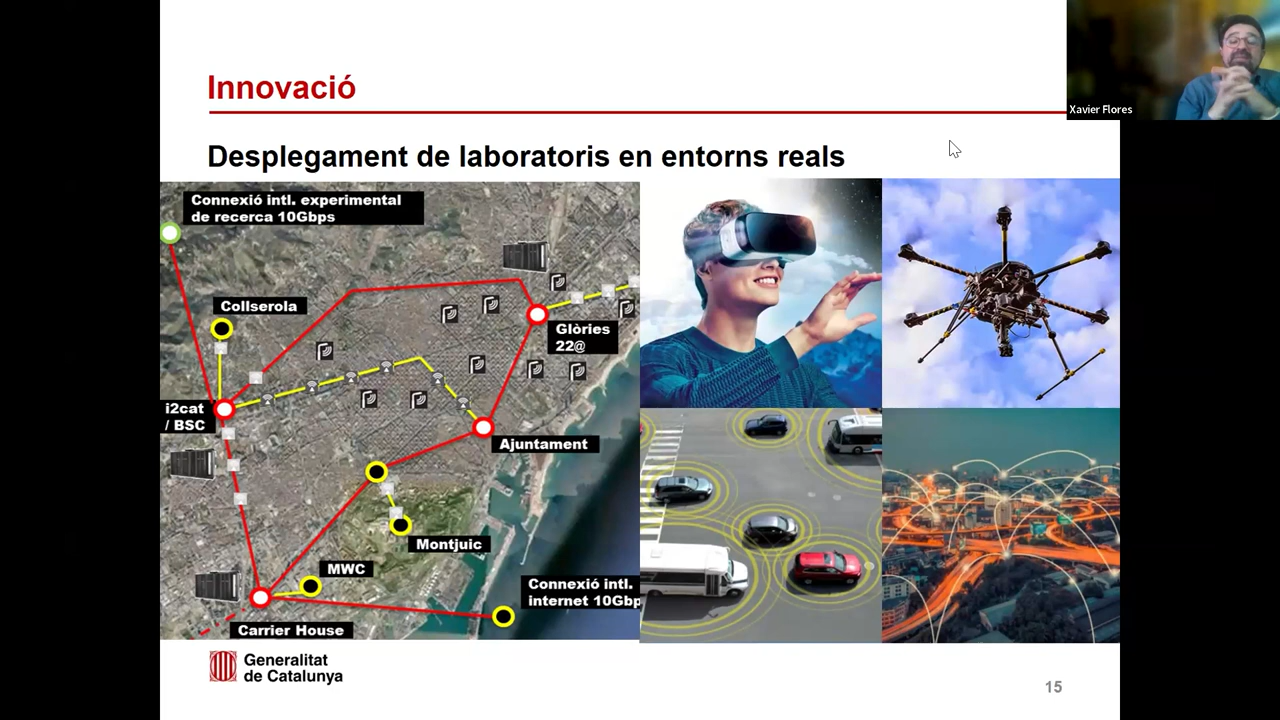 Innovació
Xavier Flores
Desplegament de laboratoris en entorns reals
Connexió intl. experimental
de recerca 10Gbps
Collserola
Glòries
22@
i2cat
/ BSC
Ajuntament
Montjuic
MWC
Connexió intl.
internet 10Gbp
Carrier House
Generalitat
de Catalunya
15